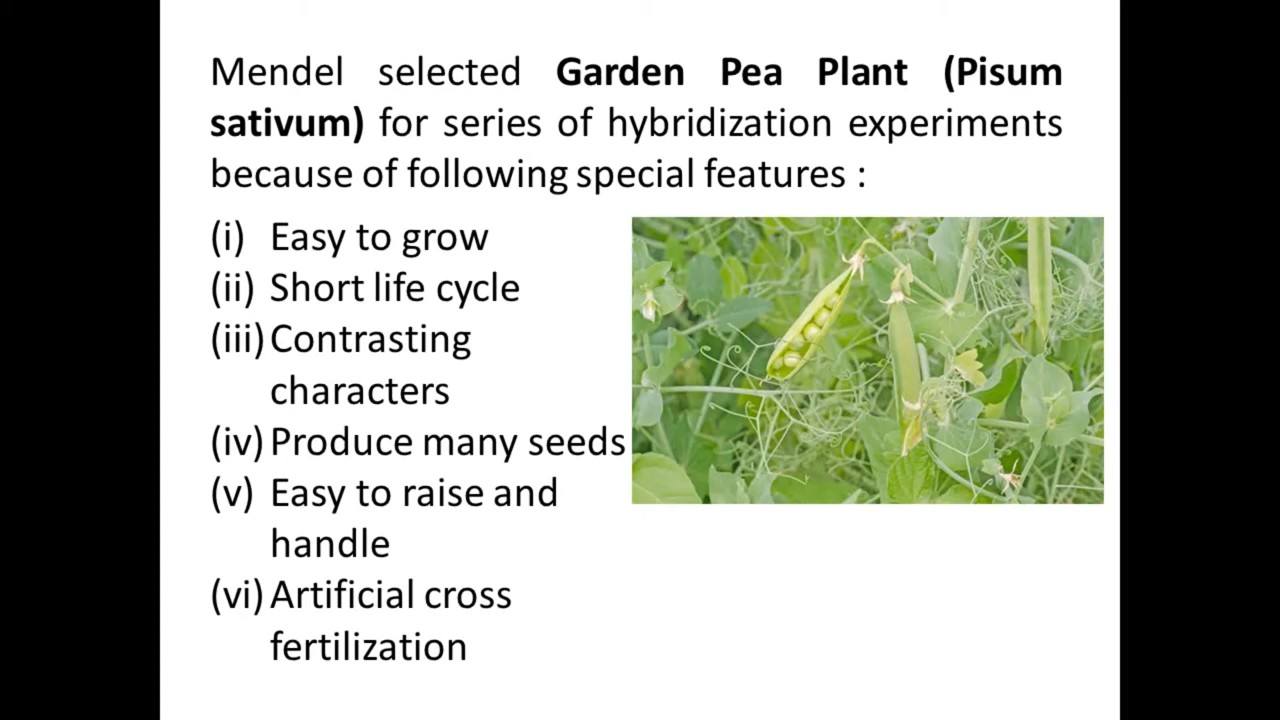 Mendel selected Garden Pea Plant (Pisum
sativum) for series of hybridization experiments
because of following special features :
(i) Easy to grow
(ii) Short life cycle
(iii) Contrasting
characters
(iv) Produce many seeds
(v) Easy to raise and
handle
(vi) Artificial cross
fertilization